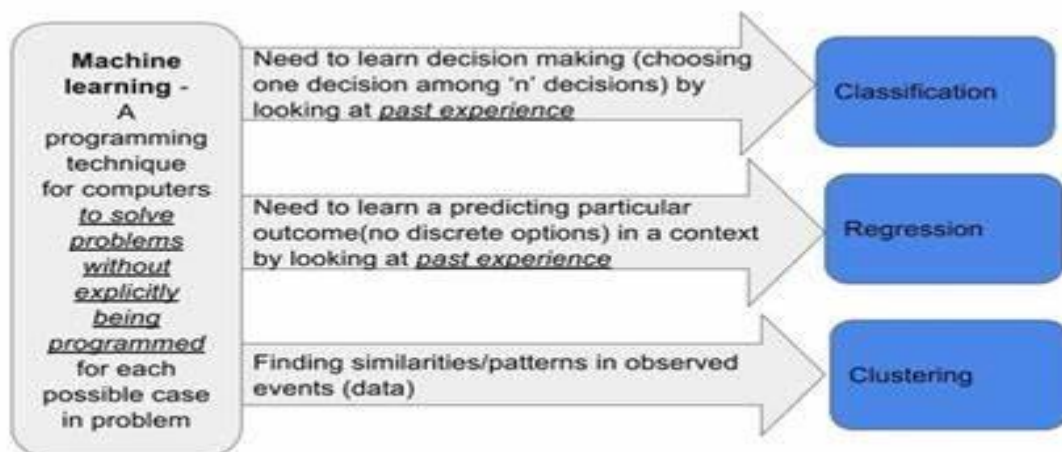 Machine
learning -
A
programming
technique
for computers
to solve
problems
without
explicitly
being
programmed
for each
possible case
in problem
Need to learn decision making (choosing
one decision among 'n' decisions) by
looking at past experience
Classification
Need to learn a predicting particular
outcome(no discrete options) in a context
by looking at past experience
Regression
Finding similarities/patterns in observed
events (data)
Clustering